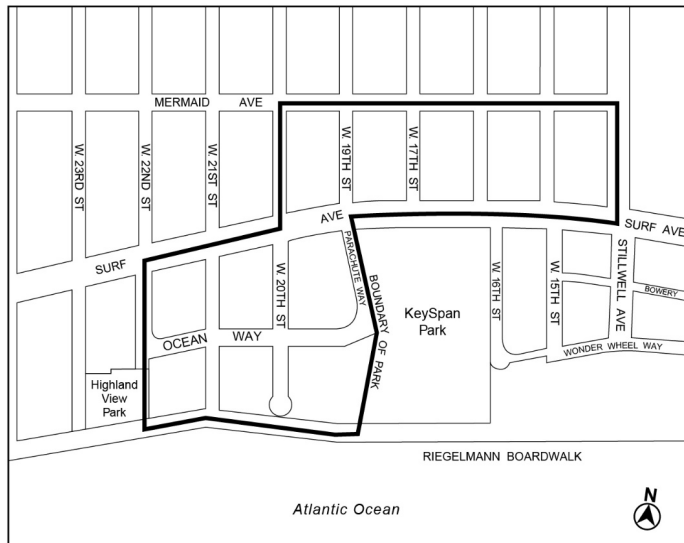 MERMAID AVE
W. 23RD ST
W. 22ND ST
W. 21ST ST
W. 19TH ST
W. 17TH ST
AVE
SURF AVE
SURF
PARACHUTE WAY
BOUNDARY OF PARK
W. 20TH ST
W. 16TH ST
W. 15TH ST
STILLWELL AVE
BOWERY
KeySpan
Park
OCEAN WAY
WONDER WHEEL WAY
Highland
View
Park
RIEGELMANN BOARDWALK
Atlantic Ocean
N